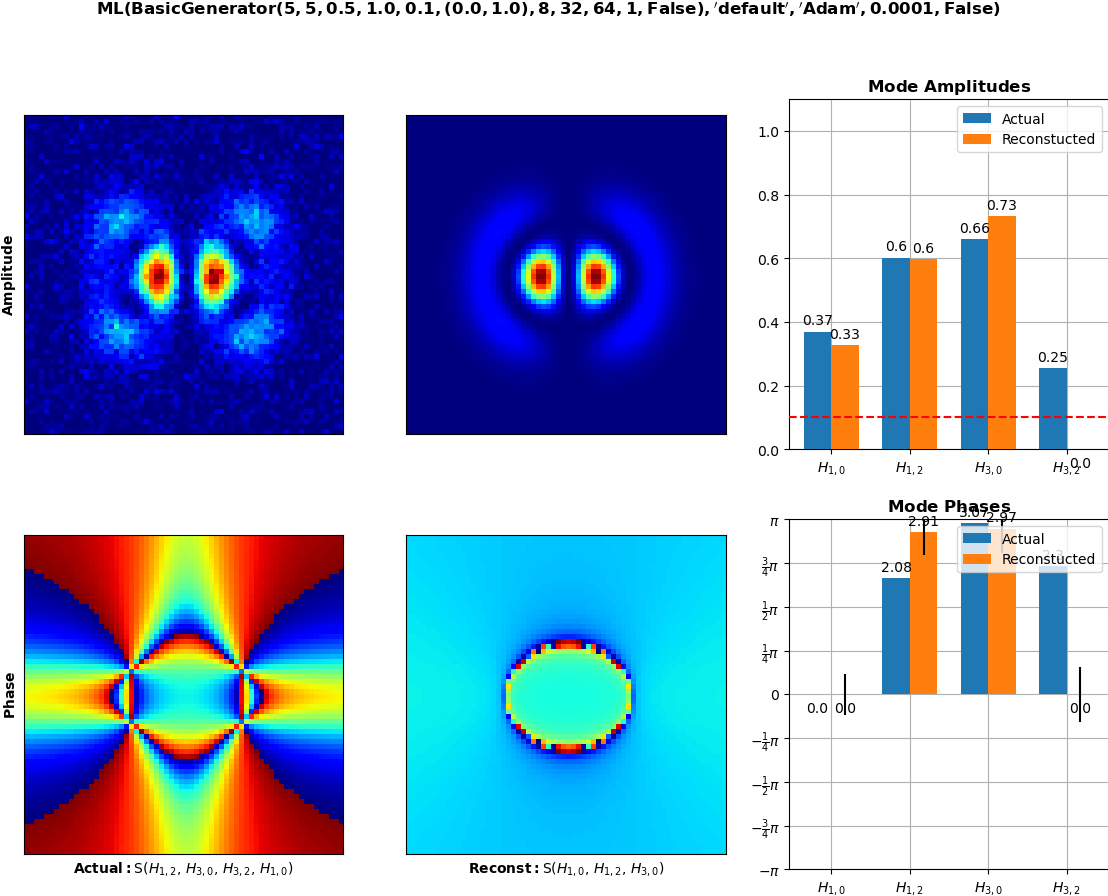 ML(BasicGenerator(5, 5, 0.5, 1.0, 0.1, (0.0, 1.0), 8, 32, 64, 1, False), ′default′, ′Adam′, 0.0001, False)
Amplitude
Mode Amplitudes
Actual
Reconstucted
1.0
0.8
0.6
0.4
0.2
0.0
0.37
0.33
0.6
0.6
0.66
0.73
0.25
0.0
H1,0
H1,2
H3,0
H3,2
Phase
Actual: S(H1,2, H3,0, H3,2, H1,0)
Reconst: S(H1,0, H1,2, H3,0)
Mode Phases
Actual
Reconstucted
π
3/4π
1/2π
1/4π
0
−1/4π
−1/2π
−3/4π
−π
0.0
0.0
2.08
2.91
3.07
2.97
0.0
H1,0
H1,2
H3,0
H3,2